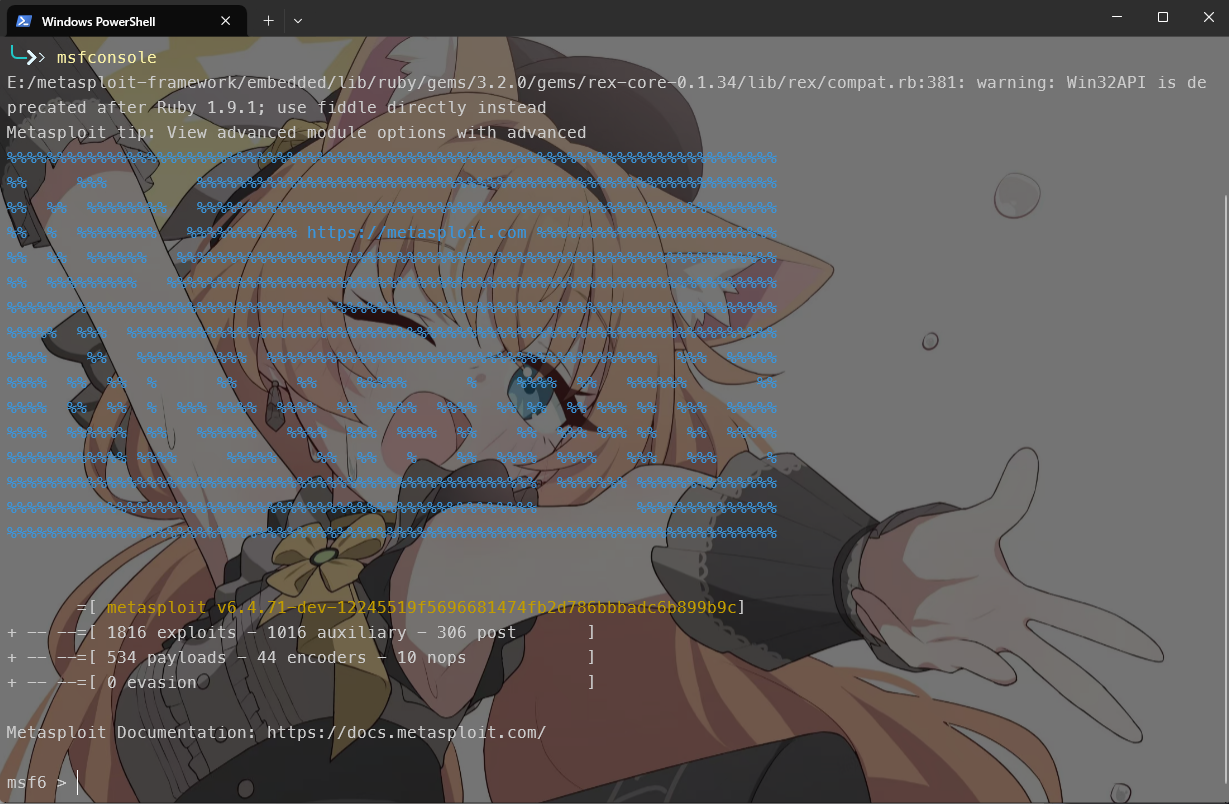 Windows PowerShell
msfconsole
E:/metasploit-framework/embedded/lib/ruby/gems/3.2.0/gems/rex-core-0.1.34/lib/rex/compat.rb:381: warning: Win32API is de
precated after Ruby 1.9.1; use fiddle directly instead
Metasploit tip: View advanced module options with advanced
%%%%%%%%%%%%%%%%%%%%%%%%%%%%%%%%%%%%%%%%%%%%%%%%%%%%%%%%%%%%%%%%%%%%%%%%%%%%%%%
%%     %%%         %%%%%%%%%%%%%%%%%%%%%%%%%%%%%%%%%%%%%%%%%%%%%%%%%%%%%%%%%%
%%  %%  %%%%%%%%   %%%%%%%%%%%%%%%%%%%%%%%%%%%%%%%%%%%%%%%%%%%%%%%%%%%%%%%%%%
%%  %  %%%%%%%%   %%%%%%%%%%% https://metasploit.com %%%%%%%%%%%%%%%%%%%%%%%%
%%  %%  %%%%%%   %%%%%%%%%%%%%%%%%%%%%%%%%%%%%%%%%%%%%%%%%%%%%%%%%%%%%%%%%%%%
%%  %%%%%%%%%   %%%%%%%%%%%%%%%%%%%%%%%%%%%%%%%%%%%%%%%%%%%%%%%%%%%%%%%%%%%%%
%%%%%%%%%%%%%%%%%%%%%%%%%%%%%%%%%%%%%%%%%%%%%%%%%%%%%%%%%%%%%%%%%%%%%%%%%%%%%%%
%%%%%  %%%  %%%%%%%%%%%%%%%%%%%%%%%%%%%%%%%%%%%%%%%%%%%%%%%%%%%%%%%%%%%%%%%%%
%%%%    %%   %%%%%%%%%%%  %%%%%%%%%%%%%%%%%%%%%%%%%%%%%%%%%%%%%%%  %%%  %%%%%
%%%%  %%  %%  %      %%      %%    %%%%%      %    %%%%  %%   %%%%%%       %%
%%%%  %%  %%  %  %%% %%%%  %%%%  %%  %%%%  %%%%  %% %%  %% %%% %%  %%%  %%%%%
%%%%  %%%%%%  %%   %%%%%%   %%%%  %%%  %%%%  %%    %%  %%% %%% %%   %%  %%%%%
%%%%%%%%%%%% %%%%     %%%%%    %%  %%   %    %%  %%%%  %%%%   %%%   %%%     %
%%%%%%%%%%%%%%%%%%%%%%%%%%%%%%%%%%%%%%%%%%%%%%%%%%%%%  %%%%%%% %%%%%%%%%%%%%%
%%%%%%%%%%%%%%%%%%%%%%%%%%%%%%%%%%%%%%%%%%%%%%%%%%%%%          %%%%%%%%%%%%%%
%%%%%%%%%%%%%%%%%%%%%%%%%%%%%%%%%%%%%%%%%%%%%%%%%%%%%%%%%%%%%%%%%%%%%%%%%%%%%%%
       =[ metasploit v6.4.71-dev-12245519f5696681474fb2d786bbbadc6b899b9c]
+ -- --=[ 1816 exploits - 1016 auxiliary - 306 post       ]
+ -- --=[ 534 payloads - 44 encoders - 10 nops            ]
+ -- --=[ 0 evasion                                       ]
Metasploit Documentation: https://docs.metasploit.com/
msf6 >